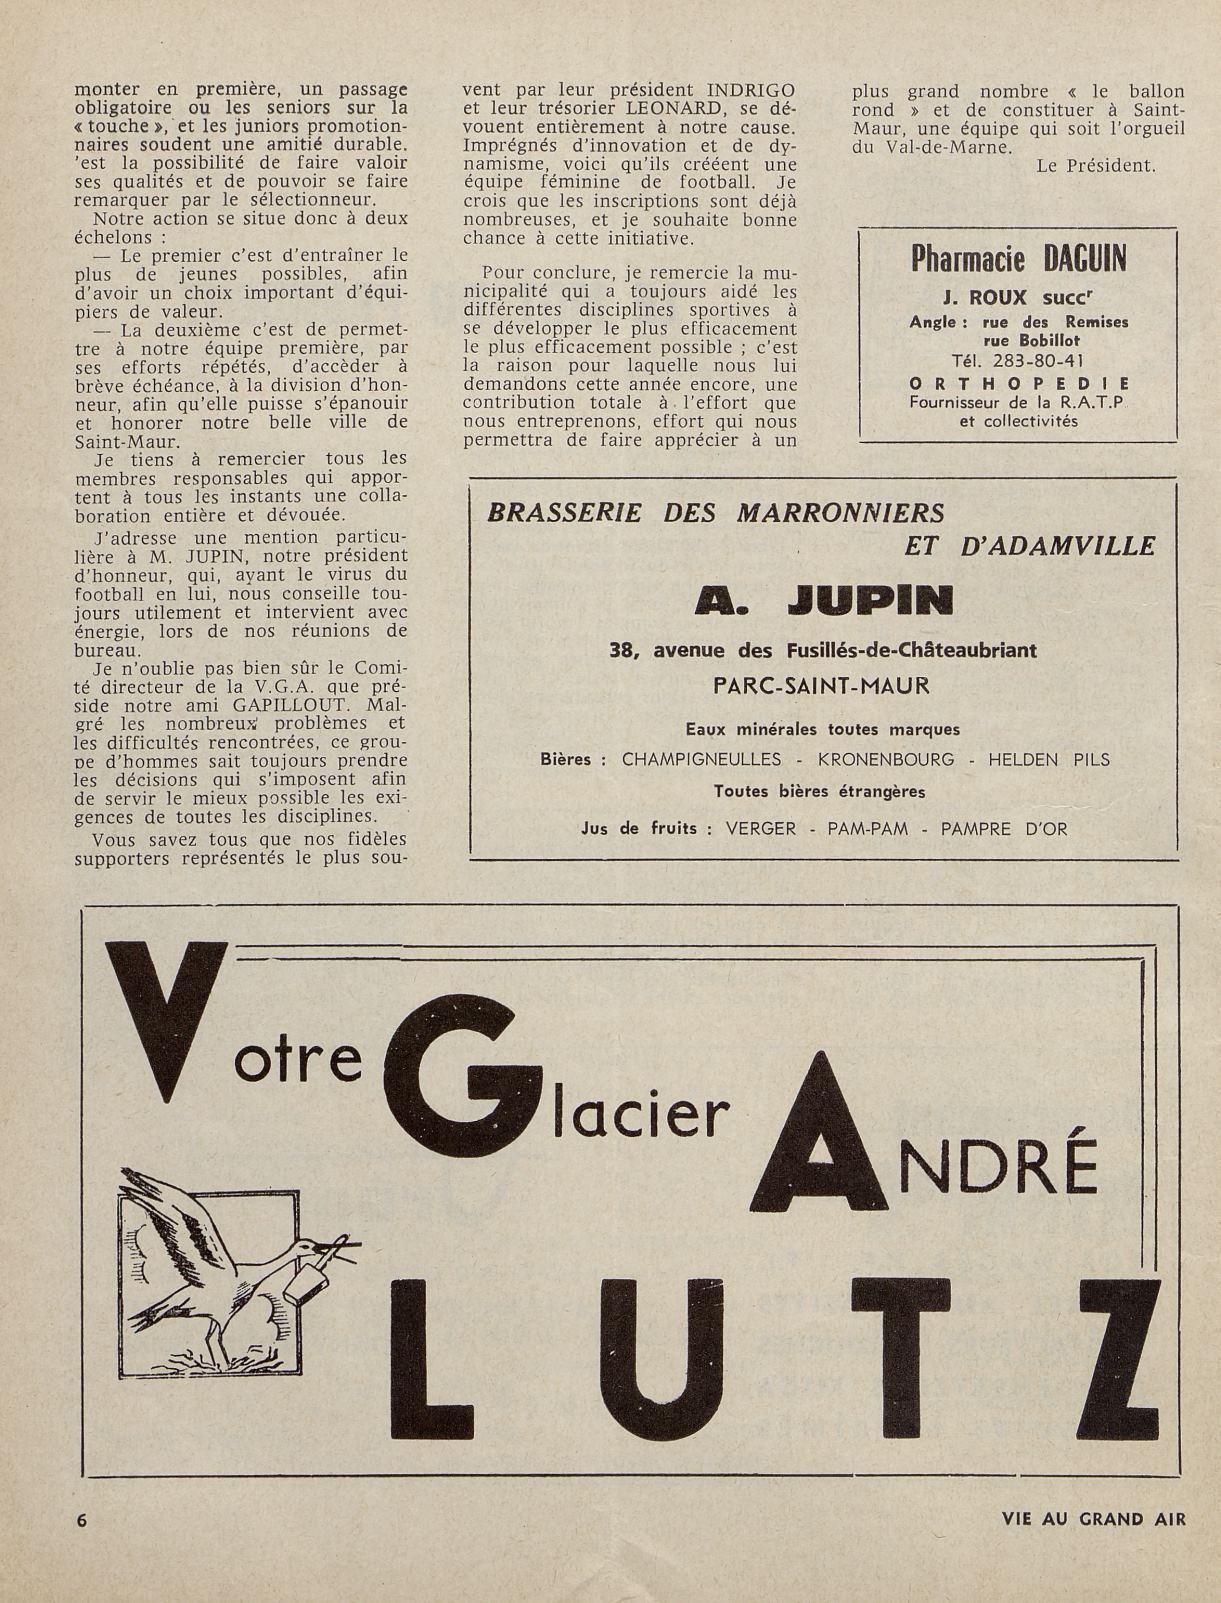 monter en première, un passage
obligatoire ou les seniors sur la
« touche », et les juniors promotion-
naires soudent une amitié durable.
'est la possibilité de faire valoir
ses qualités et de pouvoir se faire
remarquer par le sélectionneur.
Notre action se situe donc à deux
échelons :
— Le premier c'est d'entraîner le
plus de jeunes possibles, afin
d'avoir un choix important d'équi-
piers de valeur.
— La deuxième c'est de permet-
tre à notre équipe première, par
ses efforts répétés, d'accèder à
brève échéance, à la division d'hon-
neur, afin qu'elle puisse s'épanouir
et honorer notre belle ville de
Saint-Maur.
Je tiens à remercier tous les
membres responsables qui appor-
tent à tous les instants une colla-
boration entière et dévouée.
J'adresse une mention particu-
lière à M. JUPIN, notre président
d'honneur, qui, ayant le virus du
football en lui, nous conseille tou-
jours utilement et intervient avec
énergie, lors de nos réunions de
bureau.
Je n'oublie pas bien sûr le Comi-
té directeur de la V.G.A. que pré-
side notre ami GAPILLOUT. Mal-
gré les nombreux problèmes et
les difficultés rencontrées, ce grou-
pe d'hommes sait toujours prendre
les décisions qui s'imposent afin
de servir le mieux possible les exi-
gences de toutes les disciplines.
Vous savez tous que nos fidèles
supporters représentés le plus sou-
vent par leur président INDRIGO
et leur trésorier LEONARD, se dé-
vouent entièrement à notre cause.
Imprégnés d'innovation et de dy-
namisme, voici qu'ils crééent une
équipe féminine de football. Je
crois que les inscriptions sont déjà
nombreuses, et je souhaite bonne
chance à cette initiative.
Pour conclure, je remercie la mu-
nicipalité qui a toujours aidé les
différentes disciplines sportives à
se développer le plus efficacement
le plus efficacement possible ; c'est
la raison pour laquelle nous lui
demandons cette année encore, une
contribution totale à l'effort que
nous entreprenons, effort qui nous
permettra de faire apprécier à un
plus grand nombre « le ballon
rond » et de constituer à Saint-
Maur, une équipe qui soit l'orgueil
du Val-de-Marne.
Le Président.
Pharmacie DAGUIN
J. ROUX succr
Angle : rue des Remises
rue Bobillot
Tél. 283-80-41
ORTHOPEDIE
Fournisseur de la R.A.T.P
et collectivités
BRASSERIE DES MARRONNIERS
ET D'ADAMVILLE
A. JUPIN
38, avenue des Fusillés-de-Châteaubriant
PARC-SAINT-MAUR
Eaux minérales toutes marques
Bières : CHAMPIGNEULLES - KRONENBOURG - HELDEN PILS
Toutes bières étrangères
Jus de fruits : VERGER - PAM-PAM - PAMPRE D'OR
Votre Glacier ANDRÉ
LUTZ
6
VIE AU GRAND AIR